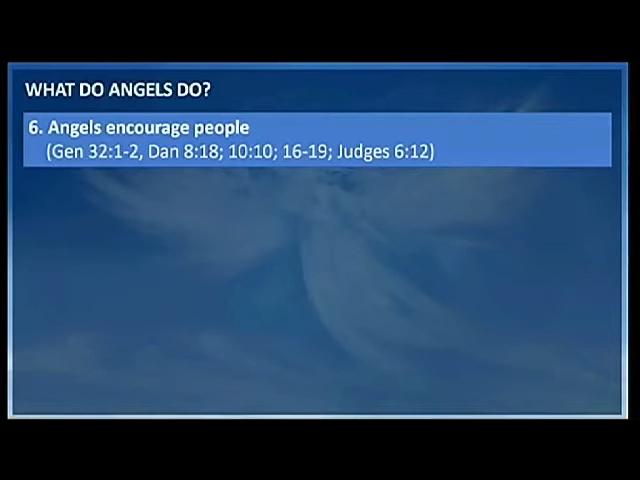 WHAT DO ANGELS DO?
6. Angels encourage people
(Gen 32:1-2, Dan 8:18; 10:10; 16-19; Judges 6:12)